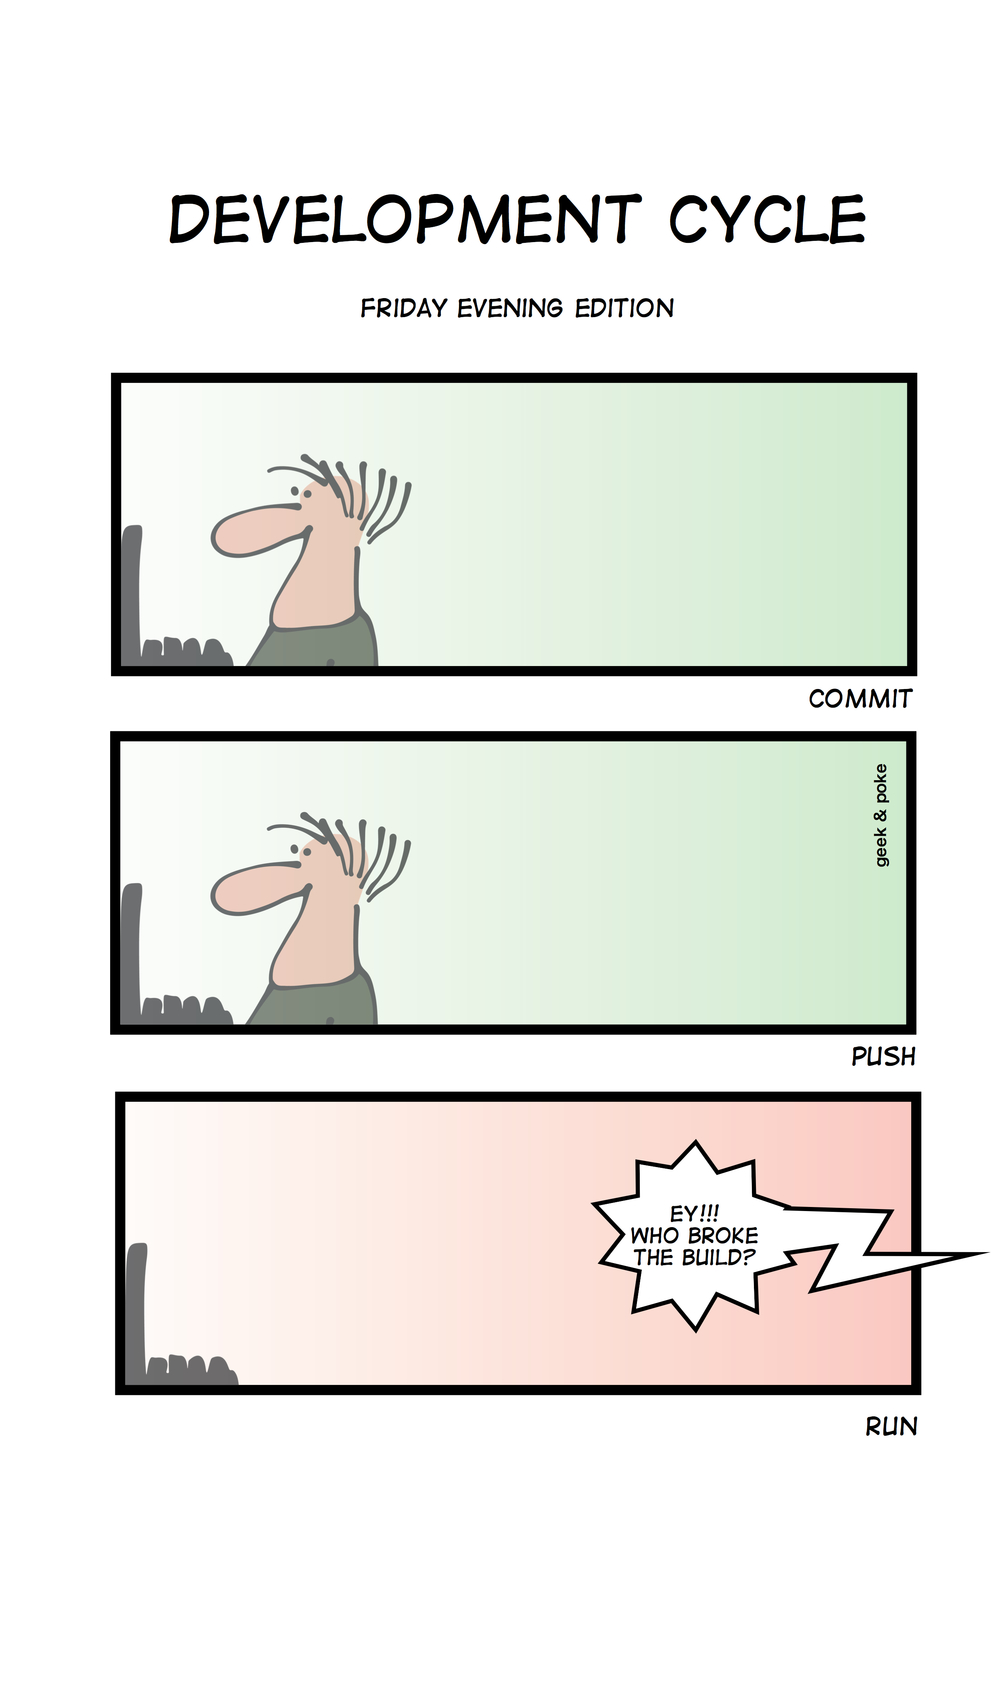 DEVELOPMENT CYCLE
FRIDAY EVENING EDITION
COMMIT
geek & poke
PUSH
EY!!!
WHO BROKE
THE BUILD?
RUN